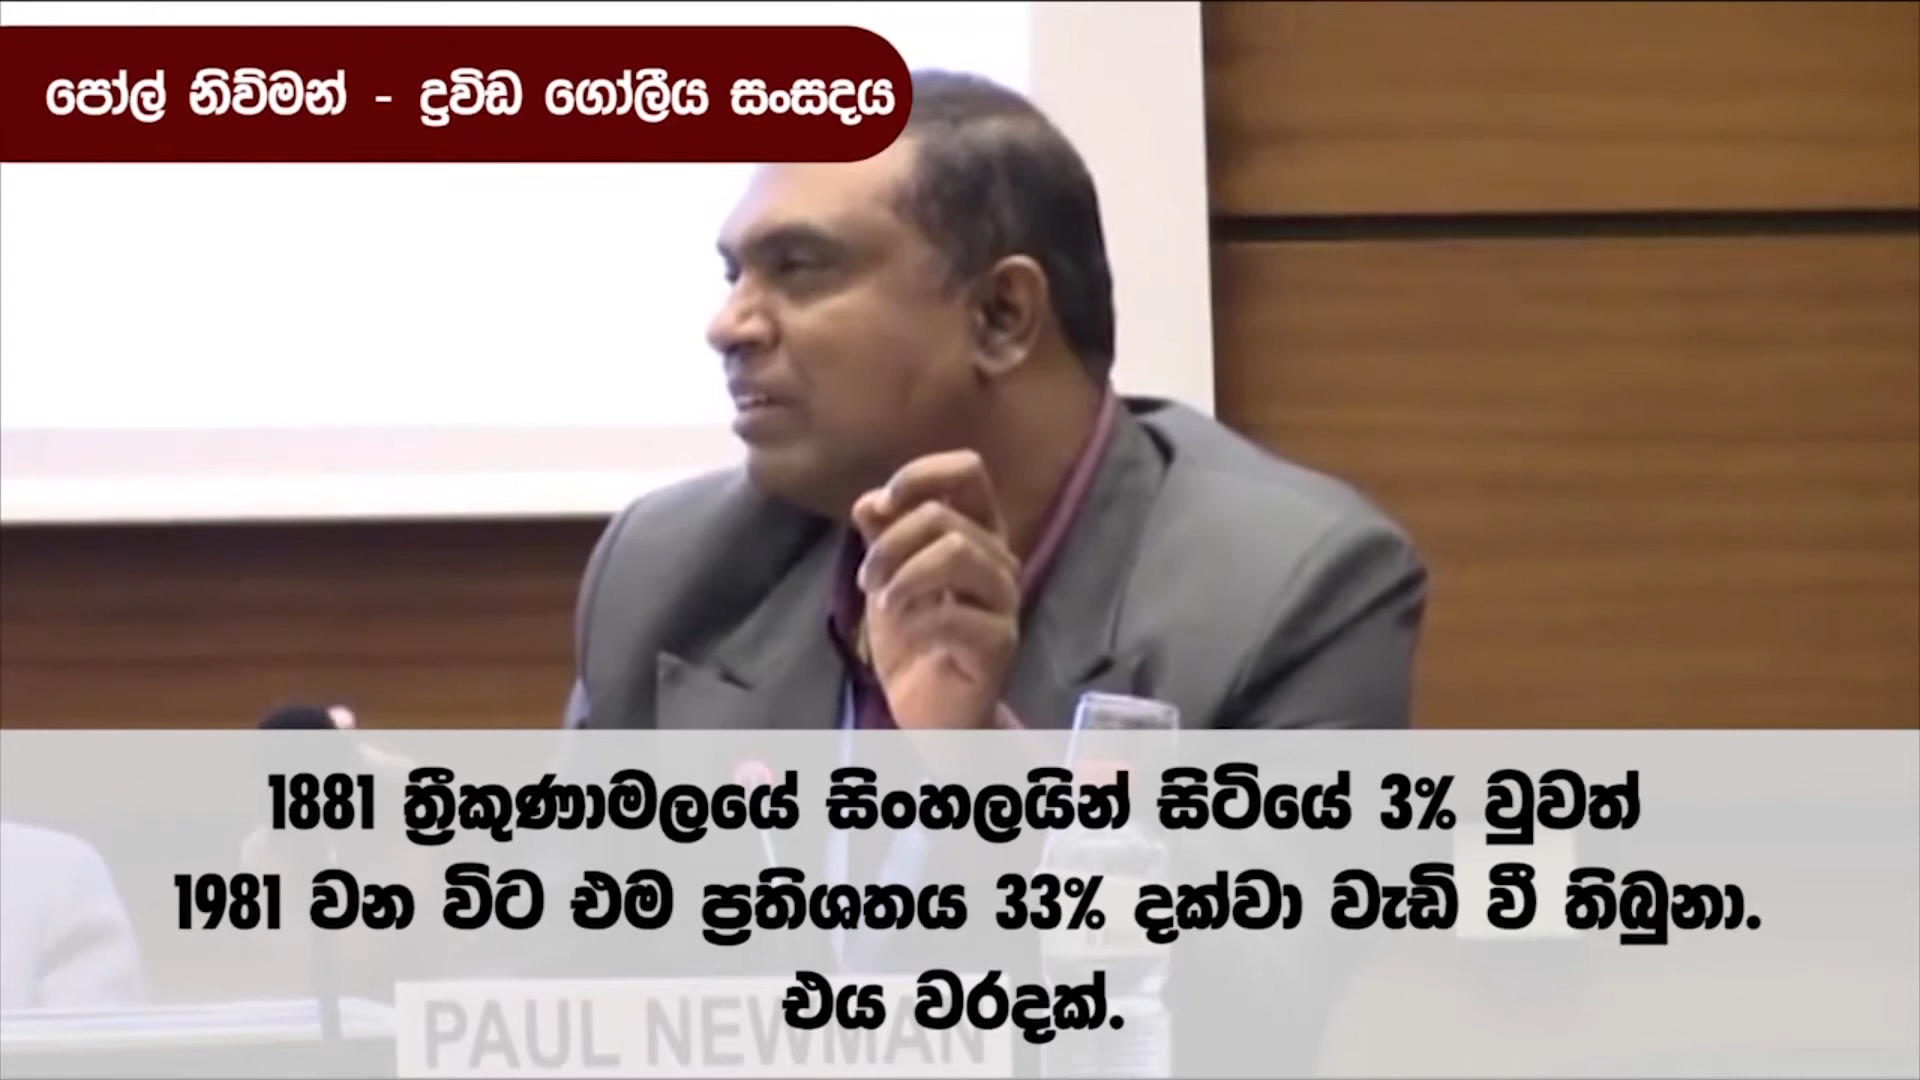 පෝල් නිව්මන් - ද්‍රවිඩ ගෝලීය සංසදය
1881 ත්‍රීකුණාමලයේ සිංහලයින් සිටියේ 3% වුවත්
1981 වන විට එම ප්‍රතිශතය 33% දක්වා වැඩි වී තිබුනා.
එය වරදක්.
PAUL NEWMAN